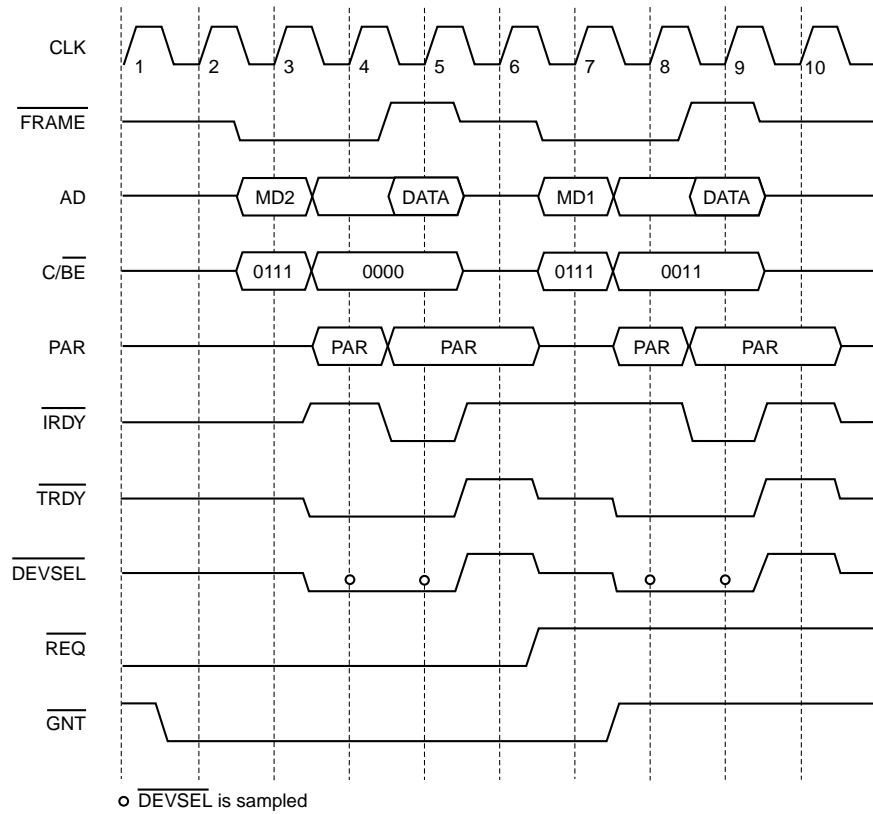 CLK
1 2 3 4 5 6 7 8 9 10
FRAME
AD
MD2 DATA MD1 DATA
C/BE
0111 0000 0111 0011
PAR
PAR PAR PAR PAR
IRDY
TRDY
DEVSEL
REQ
GNT
DEVSEL is sampled